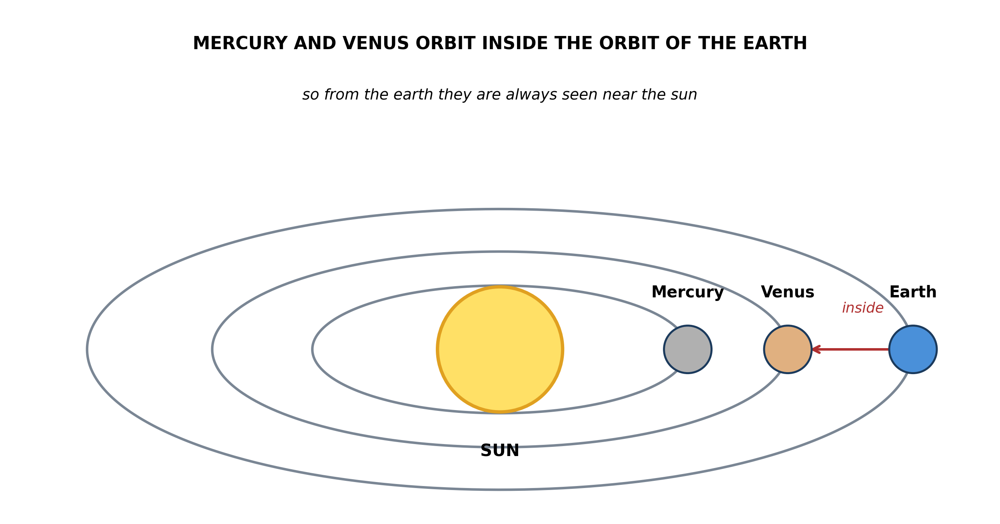 MERCURY AND VENUS ORBIT INSIDE THE ORBIT OF THE EARTH
so from the earth they are always seen near the sun
Mercury
Venus
Earth
inside
SUN